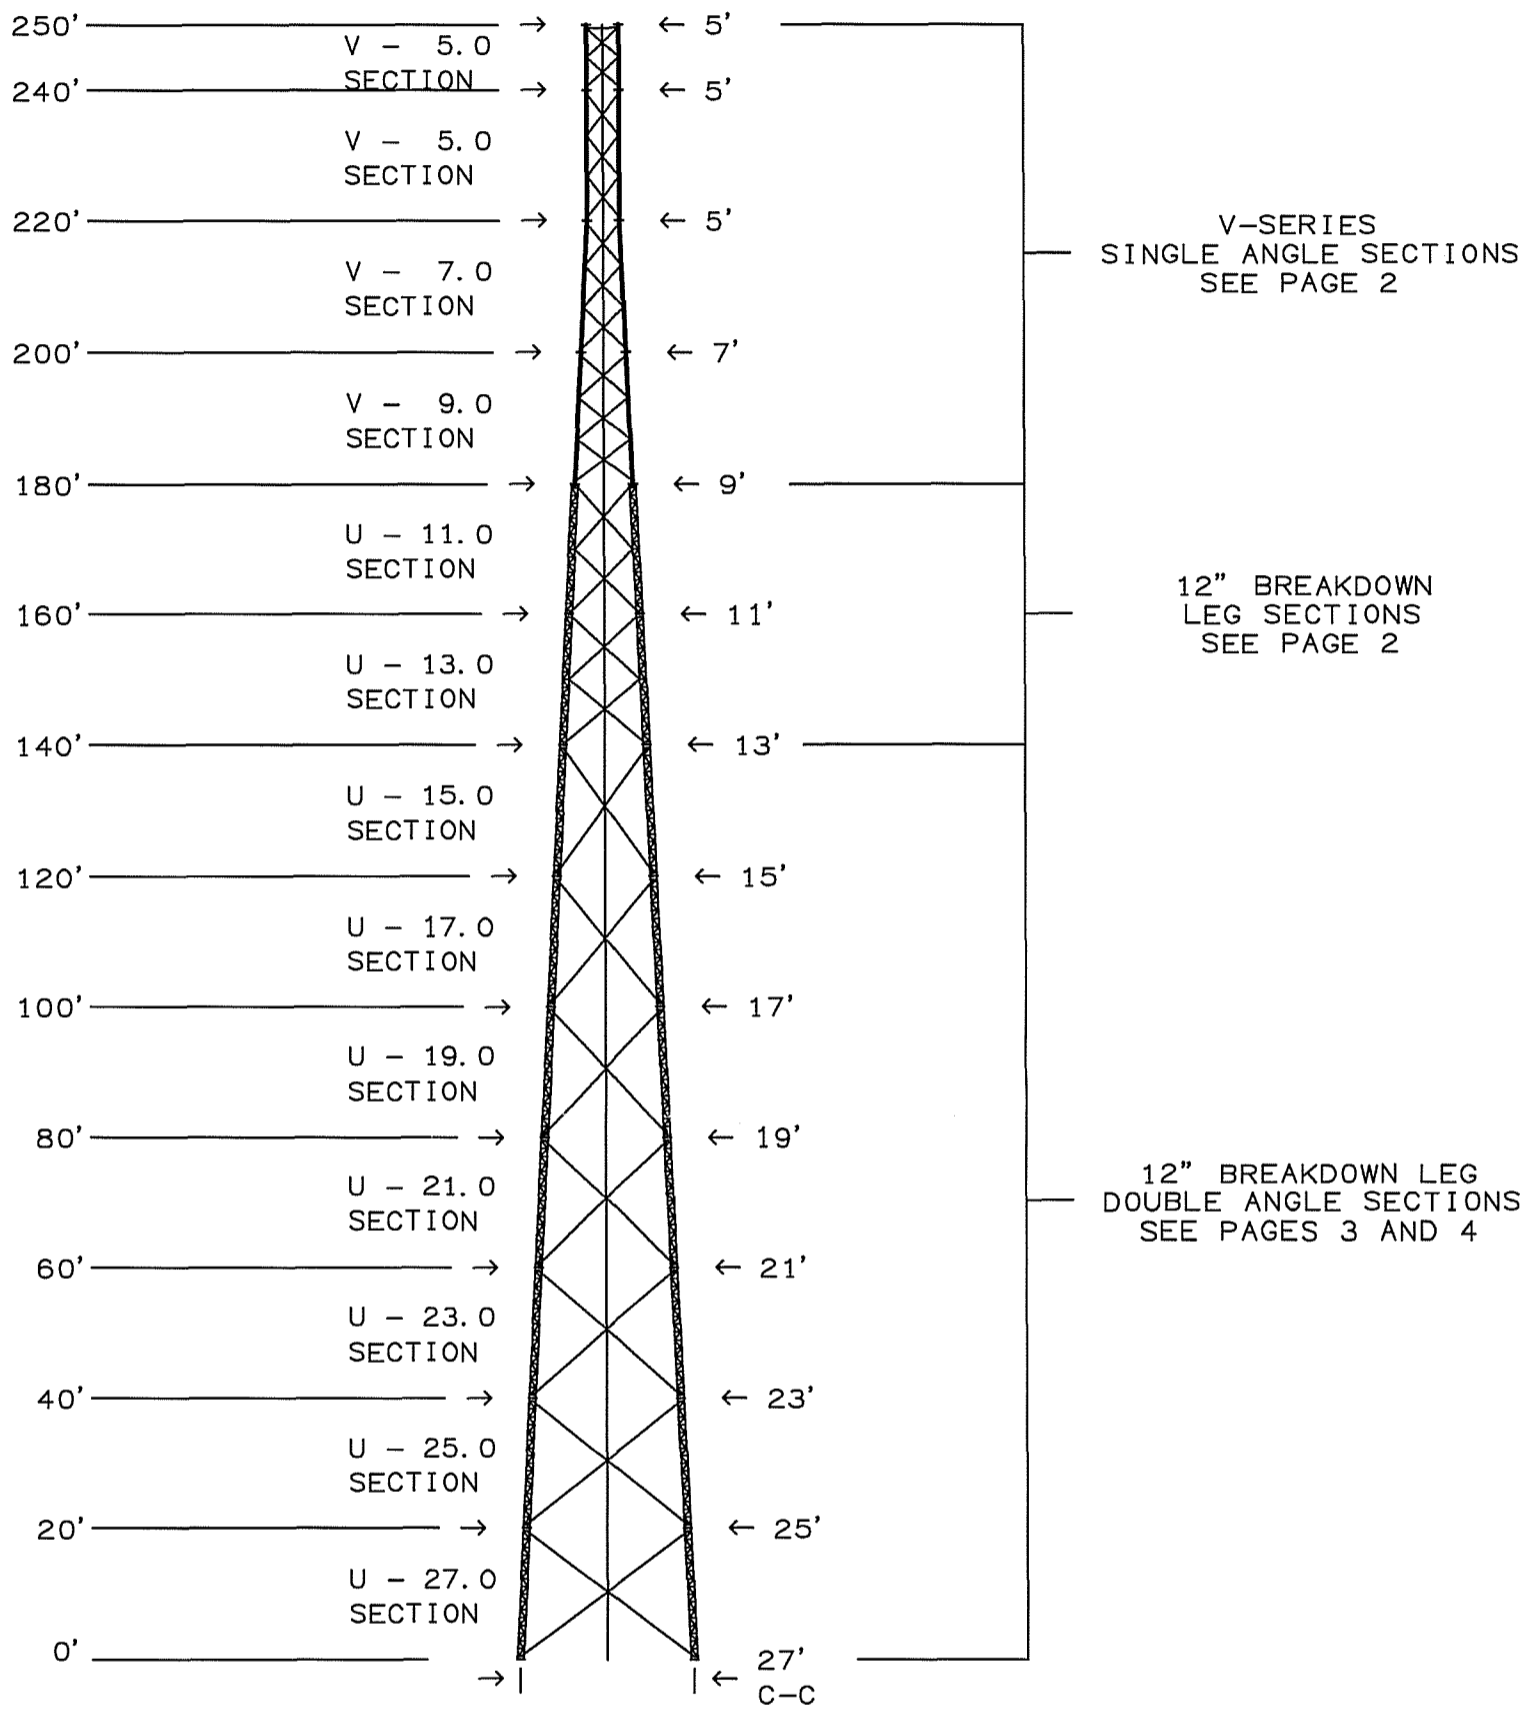 250' 5'
V - 5.0
SECTION
240' 5'
V - 5.0
SECTION
220' 5'
V-SERIES
SINGLE ANGLE SECTIONS
SEE PAGE 2
V - 7.0
SECTION
200' 7'
V - 9.0
SECTION
180' 9'
U - 11.0
SECTION
12" BREAKDOWN
LEG SECTIONS
SEE PAGE 2
160' 11'
U - 13.0
SECTION
140' 13'
U - 15.0
SECTION
120' 15'
U - 17.0
SECTION
100' 17'
U - 19.0
SECTION
80' 19'
12" BREAKDOWN LEG
DOUBLE ANGLE SECTIONS
SEE PAGES 3 AND 4
U - 21.0
SECTION
60' 21'
U - 23.0
SECTION
40' 23'
U - 25.0
SECTION
20' 25'
U - 27.0
SECTION
0' 27'
C-C